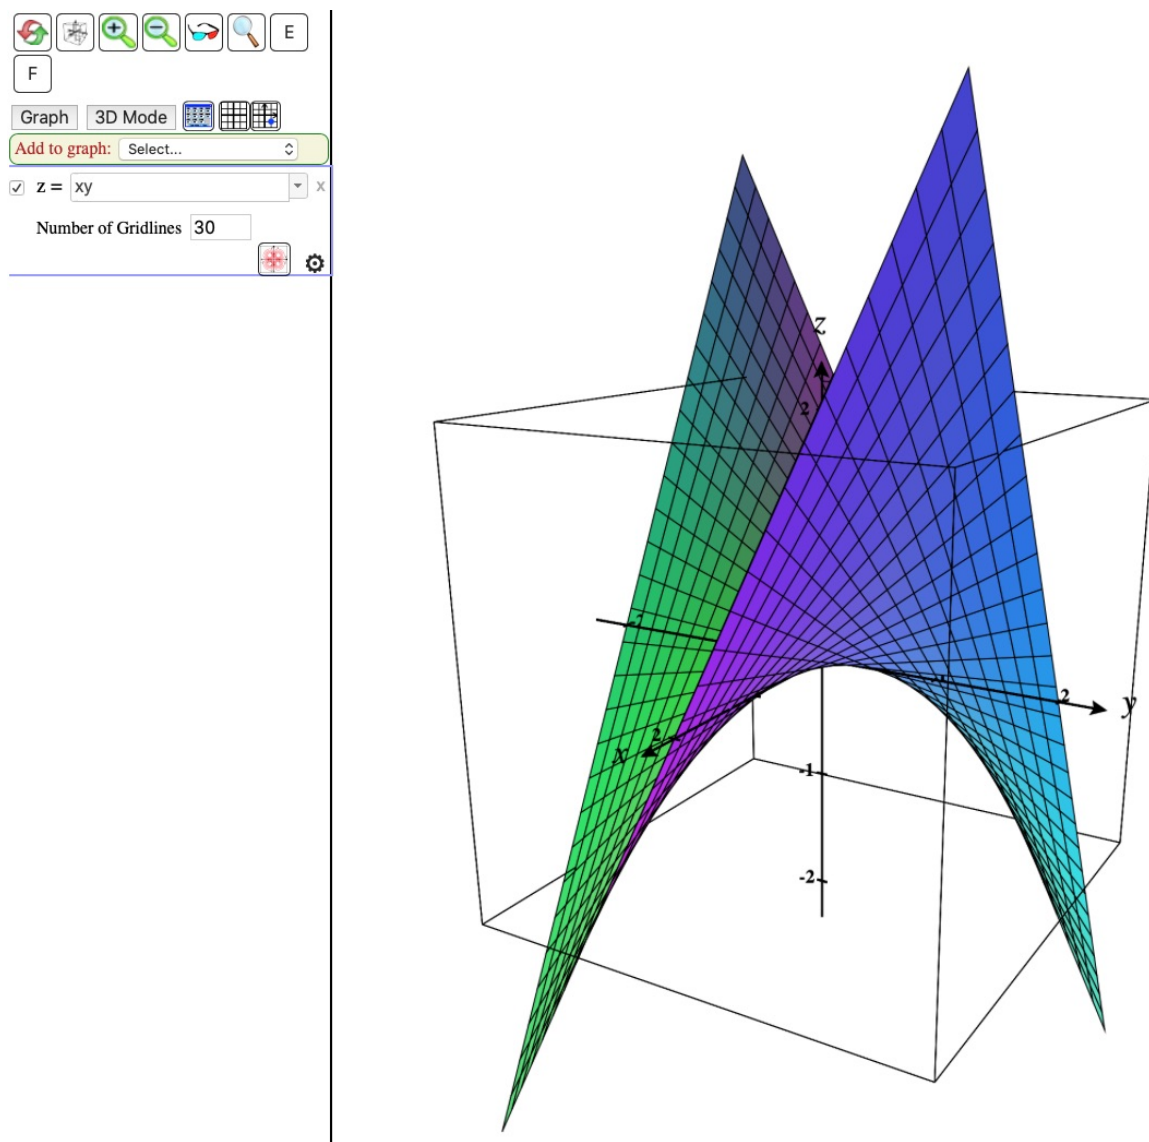 E
F
Graph 3D Mode
Add to graph: Select...
z = xy x
Number of Gridlines 30
z
2
2
y
2
x
-1
-2